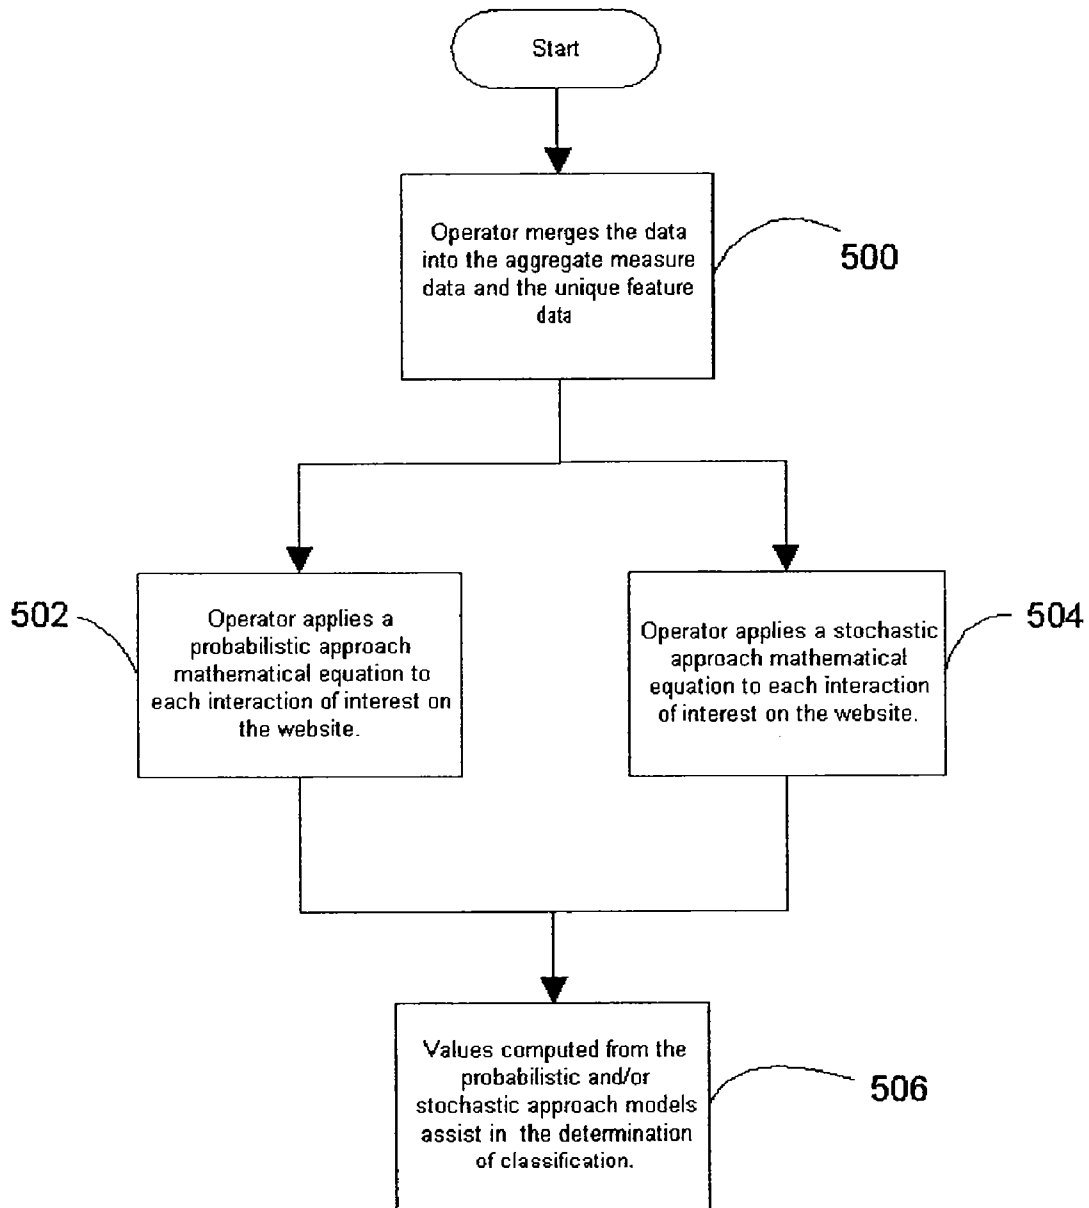 Start
Operator merges the data
into the aggregate measure
data and the unique feature
data
500
502
Operator applies a
probabilistic approach
mathematical equation to
each interaction of interest on
the website.
Operator applies a stochastic
approach mathematical
equation to each interaction
of interest on the website.
504
Values computed from the
probabilistic and/or
stochastic approach models
assist in the determination
of classification.
506